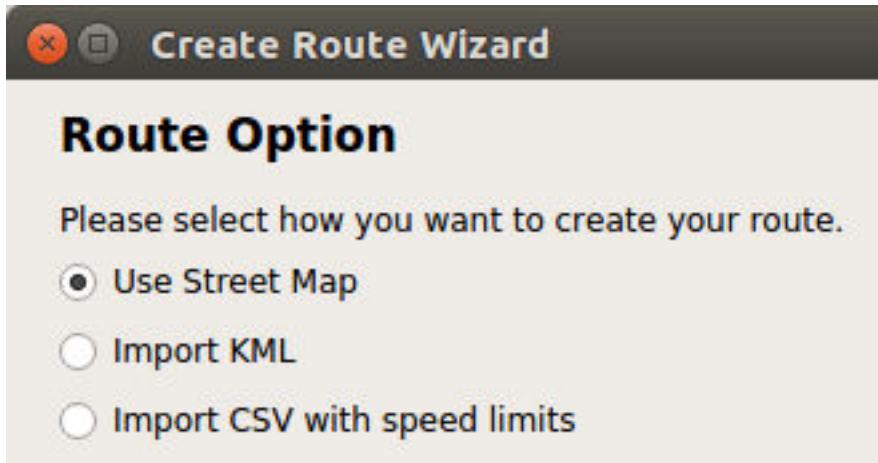 Create Route Wizard
Route Option
Please select how you want to create your route.
Use Street Map
Import KML
Import CSV with speed limits